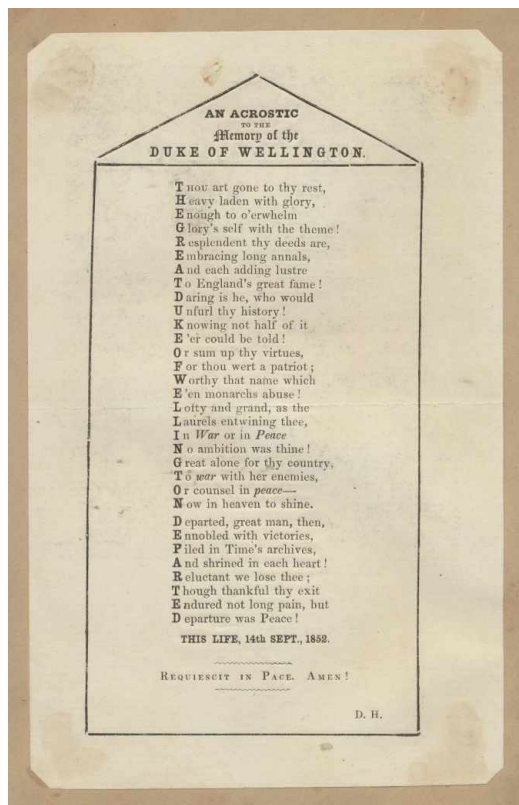 AN ACROSTIC
TO THE
Memory of the
DUKE OF WELLINGTON.
THOU art gone to thy rest,
Heavy laden with glory,
Enough to o'erwhelm
Glory's self with the theme!
Resplendent thy deeds are,
Embracing long annals,
And each adding lustre
To England's great fame!
Daring is he, who would
Unfurl thy history!
Knowing not half of it
E'er could be told!
Or sum up thy virtues,
For thou wert a patriot;
Worthy that name which
E'en monarchs abuse!
Lofty and grand, as the
Laurels entwining thee,
In War or in Peace
No ambition was thine!
Great alone for thy country,
To war with her enemies,
Or counsel in peace—
Now in heaven to shine.
Departed, great man, then,
Ennobled with victories,
Piled in Time's archives,
And shrined in each heart!
Reluctant we lose thee;
Though thankful thy exit
Endured not long pain, but
Departure was Peace!
THIS LIFE, 14th SEPT., 1852.
REQUIESCIT IN PACE. AMEN!
D. H.